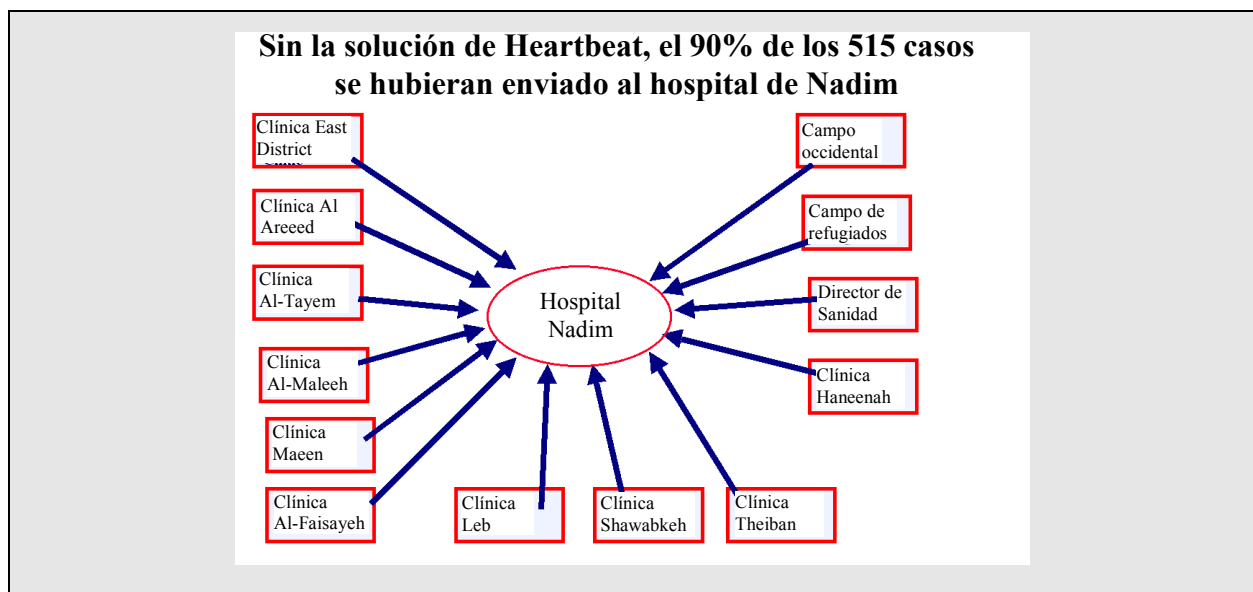 Sin la solución de Heartbeat, el 90% de los 515 casos
se hubieran enviado al hospital de Nadim
Clínica East
District
Campo
occidental
Clínica Al
Areeed
Campo de
refugiados
Clínica
Al-Tayem
Hospital
Nadim
Director de
Sanidad
Clínica
Al-Maleeh
Clínica
Haneenah
Clínica
Maeen
Clínica
Al-Faisayeh
Clínica
Leb
Clínica
Shawabkeh
Clínica
Theiban